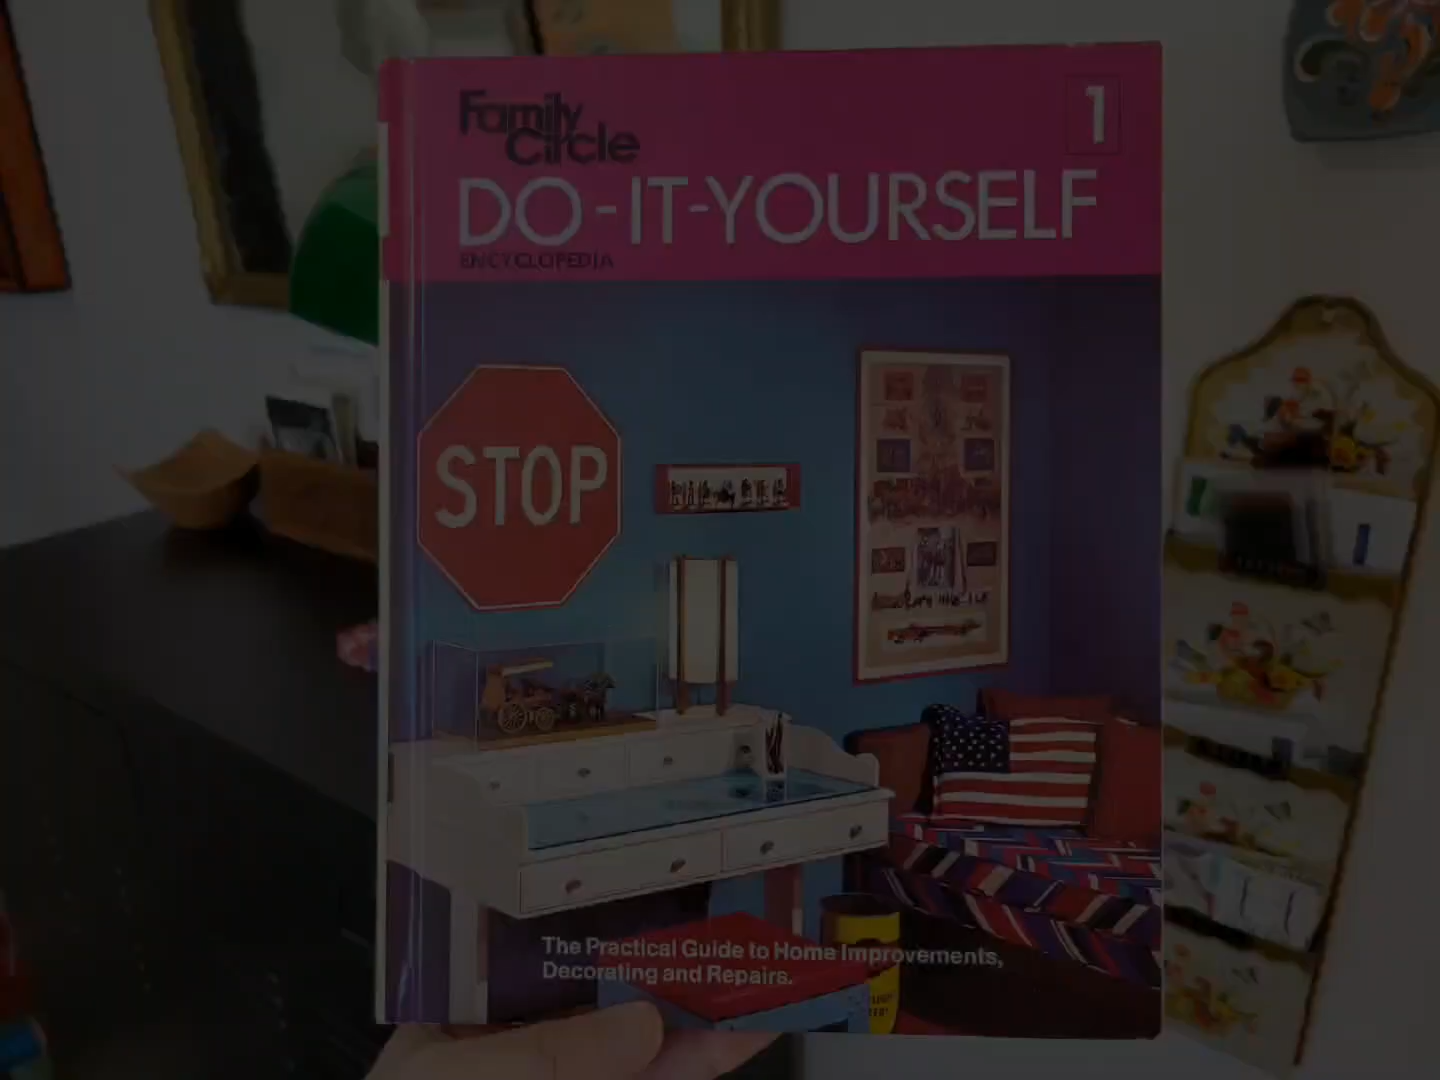 Family
Circle
1
DO-IT-YOURSELF
ENCYCLOPEDIA
STOP
The Practical Guide to Home Improvements,
Decorating and Repairs.